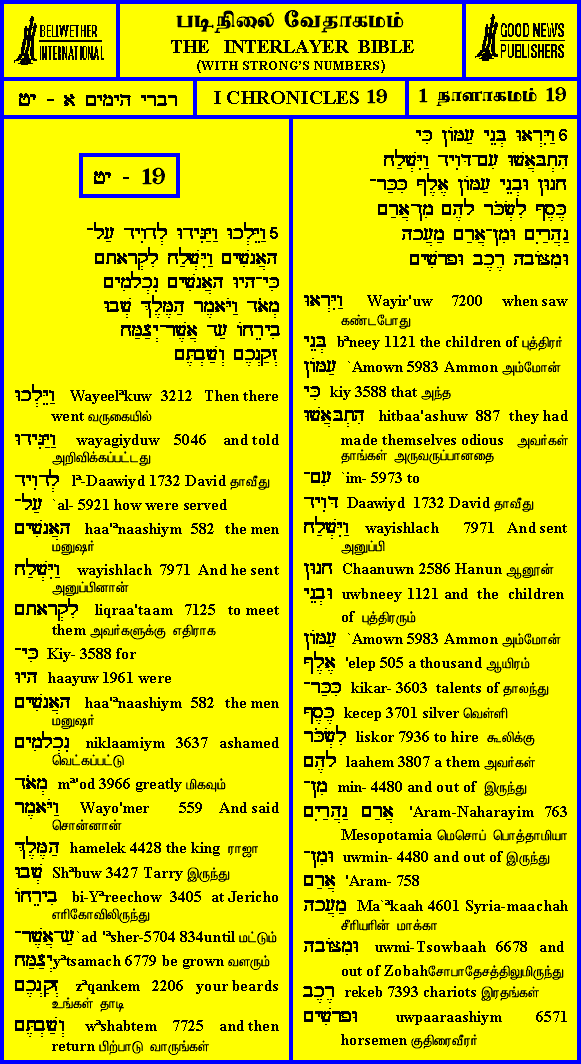 BELLWETHER
INTERNATIONAL
படிநிலை வேதாகமம்
THE INTERLAYER BIBLE
(WITH STRONG'S NUMBERS)
GOOD NEWS
PUBLISHERS
דברי הימים א - יט
I CHRONICLES 19
1 நாளாகமம் 19
יט - 19
5 וַיֵּלְכוּ וַיַּגִּידוּ לְדָוִיד עַל־
הָאֲנָשִׁים וַיִּשְׁלַח לִקְרָאתָם
כִּי־הָיוּ הָאֲנָשִׁים נִכְלָמִים
מְאֹד וַיֹּאמֶר הַמֶּלֶךְ שְׁבוּ
בִירֵחוֹ עַד אֲשֶׁר־יְצַמַּח
זְקַנְכֶם וְשַׁבְתֶּם
וַיֵּלְכוּ Wayeelªkuw 3212 Then there
went வருகையில்
וַיַּגִּידוּ wayagiyduw 5046 and told
அறிவிக்கப்பட்டது
לְדָוִיד lª-Daawiyd 1732 David தாவீது
עַל־ `al- 5921 how were served
הָאֲנָשִׁים haa'ªnaashiym 582 the men
மனுஷர்
וַיִּשְׁלַח wayishlach 7971 And he sent
அனுப்பினான்
לִקְרָאתָם liqraa'taam 7125 to meet
them அவர்களுக்கு எதிராக
כִּי־ Kiy- 3588 for
הָיוּ haayuw 1961 were
הָאֲנָשִׁים haa'ªnaashiym 582 the men
மனுஷர்
נִכְלָמִים niklaamiym 3637 ashamed
வெட்கப்பட்டு
מְאֹד mª'od 3966 greatly மிகவும்
וַיֹּאמֶר Wayo'mer 559 And said
சொன்னான்
הַמֶּלֶךְ hamelek 4428 the king ராஜா
שְׁבוּ Shªbuw 3427 Tarry இருந்து
בִירֵחוֹ bi-Yªreechow 3405 at Jericho
எரிகோவிலிருந்து
עַד אֲשֶׁר־ `ad 'ªsher-5704 834until மட்டும்
יְצַמַּח yªtsamach 6779 be grown வளரும்
זְקַנְכֶם zªqankem 2206 your beards
உங்கள் தாடி
וְשַׁבְתֶּם wªshabtem 7725 and then
return பிற்பாடு வாருங்கள்
6 וַיִּרְאוּ בְּנֵי עַמּוֹן כִּי
הִתְבָּאֲשׁוּ עִם־דָּוִיד וַיִּשְׁלַח
חָנוּן וּבְנֵי עַמּוֹן אֶלֶף כִּכַּר־
כֶּסֶף לִשְׂכֹּר לָהֶם מִן־אֲרַם
נַהֲרַיִם וּמִן־אֲרַם מַעֲכָה
וּמִצּוֹבָה רֶכֶב וּפָרָשִׁים
וַיִּרְאוּ Wayir'uw 7200 when saw
கண்டபோது
בְּנֵי bªneey 1121 the children of புத்திரர்
עַמּוֹן `Amown 5983 Ammon அம்மோன்
כִּי kiy 3588 that அந்த
הִתְבָּאֲשׁוּ hitbaa'ashuw 887 they had
made themselves odious அவர்கள்
தாங்கள் அருவருப்பானதை
עִם־ `im- 5973 to
דָּוִיד Daawiyd 1732 David தாவீது
וַיִּשְׁלַח wayishlach 7971 And sent
அனுப்பி
חָנוּן Chaanuwn 2586 Hanun ஆனூன்
וּבְנֵי uwbneey 1121 and the children
of புத்திரரும்
עַמּוֹן `Amown 5983 Ammon அம்மோன்
אֶלֶף 'elep 505 a thousand ஆயிரம்
כִּכַּר־ kikar- 3603 talents of தாலந்து
כֶּסֶף kecep 3701 silver வெள்ளி
לִשְׂכֹּר liskor 7936 to hire கூலிக்கு
לָהֶם laahem 3807 a them அவர்கள்
מִן־ min- 4480 and out of இருந்து
אֲרַם נַהֲרַיִם 'Aram-Naharayim 763
Mesopotamia மெசொப் பொத்தாமியா
וּמִן־ uwmin- 4480 and out of இருந்து
אֲרַם 'Aram- 758
מַעֲכָה Ma`ªkaah 4601 Syria-maachah
சீரியரின் மாக்கா
וּמִצּוֹבָה uwmi-Tsowbaah 6678 and
out of Zobahசோபாதேசத்திலுமிருந்து
רֶכֶב rekeb 7393 chariots இரதங்கள்
וּפָרָשִׁים uwpaaraashiym 6571
horsemen குதிரைவீரர்